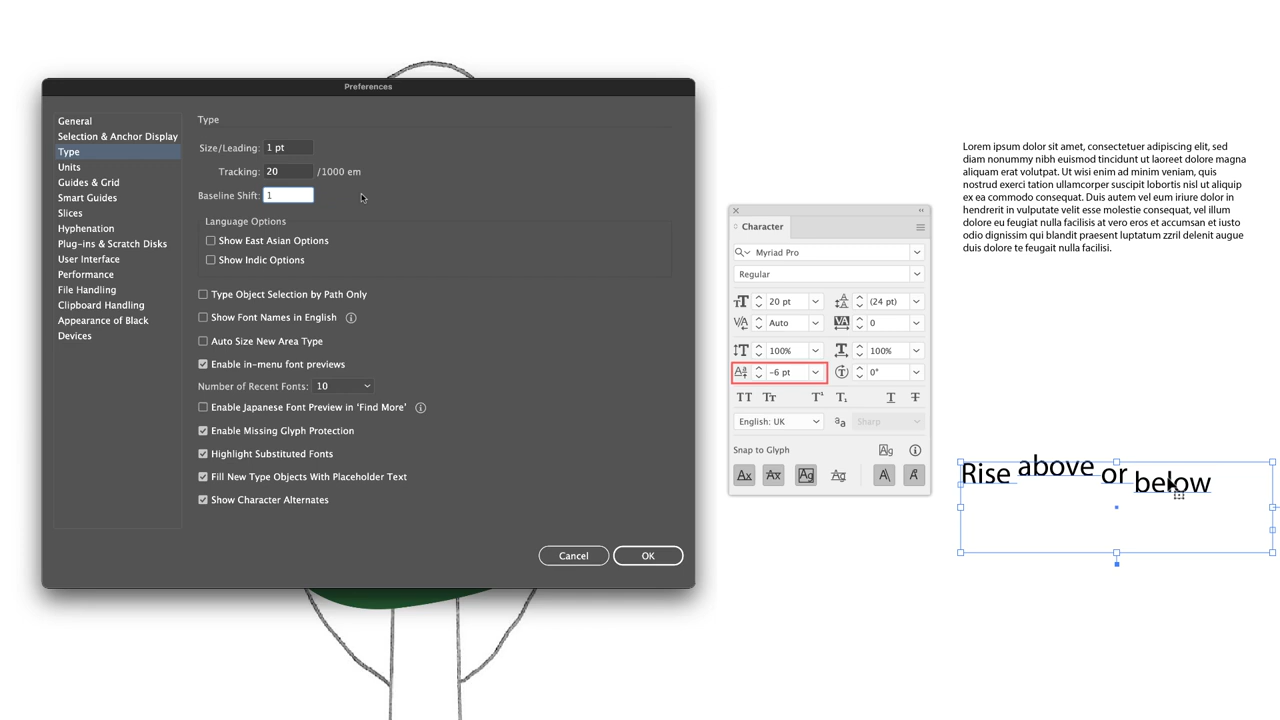 Preferences
General
Selection & Anchor Display
Type
Units
Guides & Grid
Smart Guides
Slices
Hyphenation
Plug-ins & Scratch Disks
User Interface
Performance
File Handling
Clipboard Handling
Appearance of Black
Devices
Type
Size/Leading: 1 pt
Tracking: 20 /1000 em
Baseline Shift: 1
Language Options
Show East Asian Options
Show Indic Options
Type Object Selection by Path Only
Show Font Names in English
Auto Size New Area Type
Enable in-menu font previews
Number of Recent Fonts: 10
Enable Japanese Font Preview in 'Find More'
Enable Missing Glyph Protection
Highlight Substituted Fonts
Fill New Type Objects With Placeholder Text
Show Character Alternates
Cancel OK
Character
Myriad Pro
Regular
20 pt (24 pt)
Auto 0
100% 100%
-6 pt 0°
English: UK Sharp
Snap to Glyph
Lorem ipsum dolor sit amet, consectetuer adipiscing elit, sed
diam nonummy nibh euismod tincidunt ut laoreet dolore magna
aliquam erat volutpat. Ut wisi enim ad minim veniam, quis
nostrud exerci tation ullamcorper suscipit lobortis nisl ut aliquip
ex ea commodo consequat. Duis autem vel eum iriure dolor in
hendrerit in vulputate velit esse molestie consequat, vel illum
dolore eu feugiat nulla facilisis at vero eros et accumsan et iusto
odio dignissim qui blandit praesent luptatum zzril delenit augue
duis dolore te feugait nulla facilisi.
Rise above or below